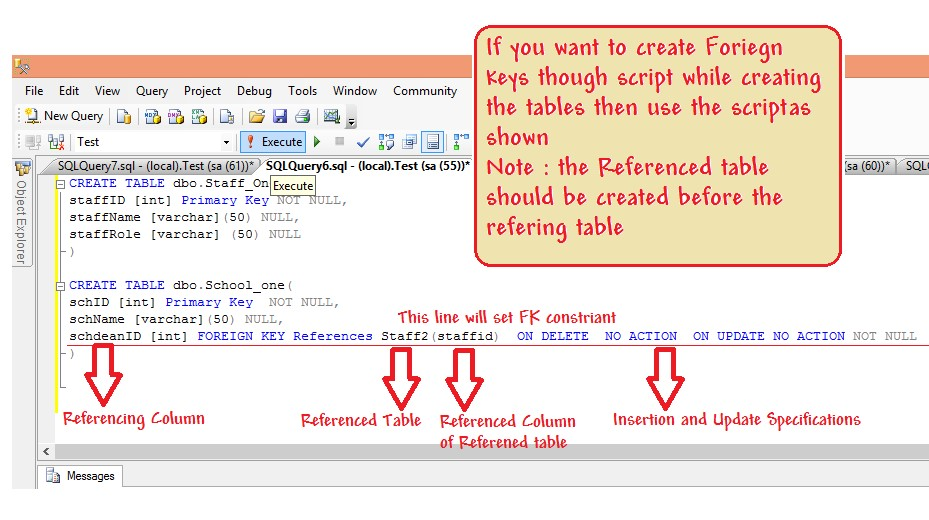 If you want to create Foriegn
Keys though script while creating
the tables then use the scriptas
shown
Note : the Referenced table
should be created before the
refering table
File Edit View Query Project Debug Tools Window Community
New Query
Test Execute
SQLQuery7.sql - (local).Test (sa (61))* SQLQuery6.sql - (local).Test (sa (55))* (sa (60))* SQL
Object Explorer
CREATE TABLE dbo.Staff_On
Execute
staffID [int] Primary Key NOT NULL,
staffName [varchar](50) NULL,
staffRole [varchar] (50) NULL
)
CREATE TABLE dbo.School_one(
schID [int] Primary Key NOT NULL,
schName [varchar](50) NULL,
This line will set FK constriant
schdeanID [int] FOREIGN KEY References Staff2(staffid) ON DELETE NO ACTION ON UPDATE NO ACTION NOT NULL
)
Referencing Column
Referenced Table
Referenced Column
of Referened table
Insertion and Update Specifications
Messages